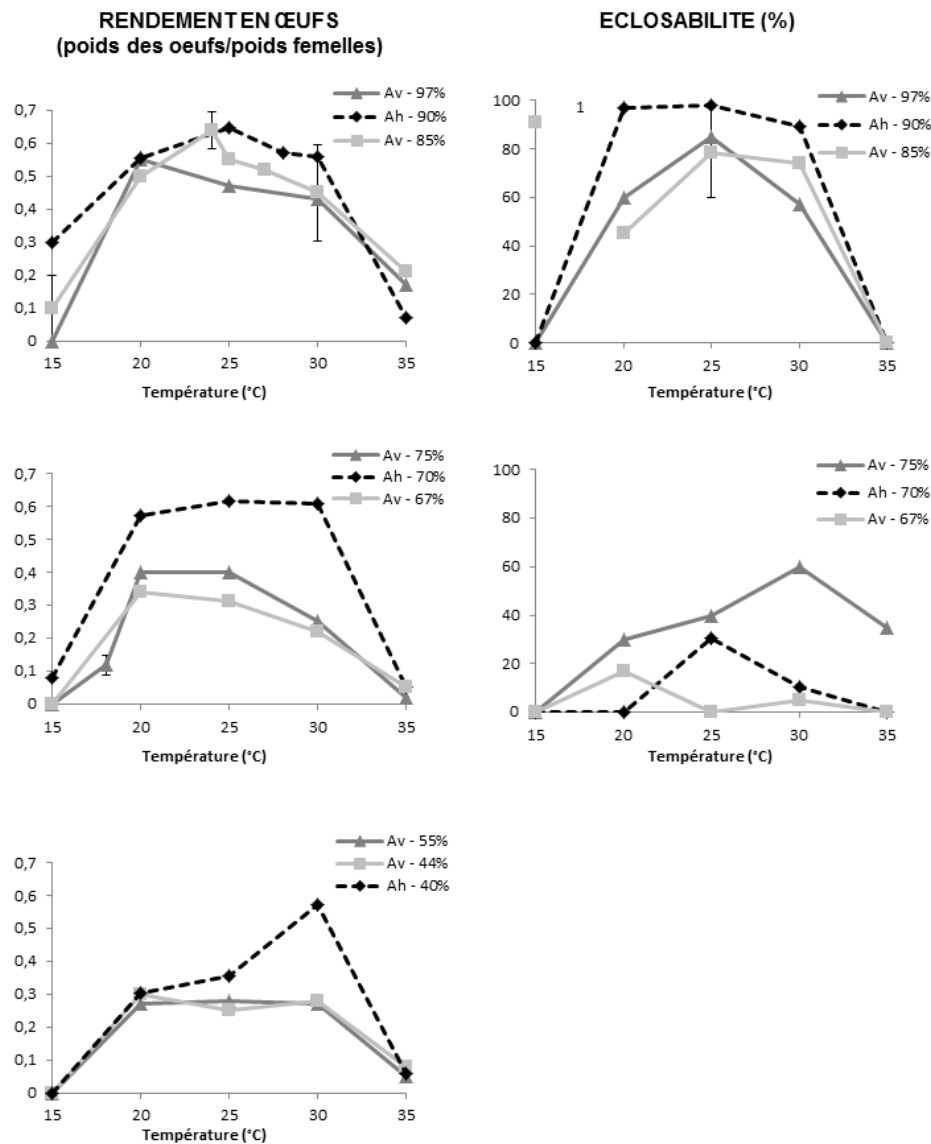 RENDEMENT EN ŒUFS
(poids des oeufs/poids femelles)
ECLOSABILITE (%)
Av - 97%
Ah - 90%
Av - 85%
0,7
0,6
0,5
0,4
0,3
0,2
0,1
0
15 20 25 30 35
Température (°C)
1
Av - 97%
Ah - 90%
Av - 85%
100
80
60
40
20
0
15 20 25 30 35
Température (°C)
Av - 75%
Ah - 70%
Av - 67%
0,7
0,6
0,5
0,4
0,3
0,2
0,1
0
15 20 25 30 35
Température (°C)
Av - 75%
Ah - 70%
Av - 67%
100
80
60
40
20
0
15 20 25 30 35
Température (°C)
Av - 55%
Av - 44%
Ah - 40%
0,7
0,6
0,5
0,4
0,3
0,2
0,1
0
15 20 25 30 35
Température (°C)